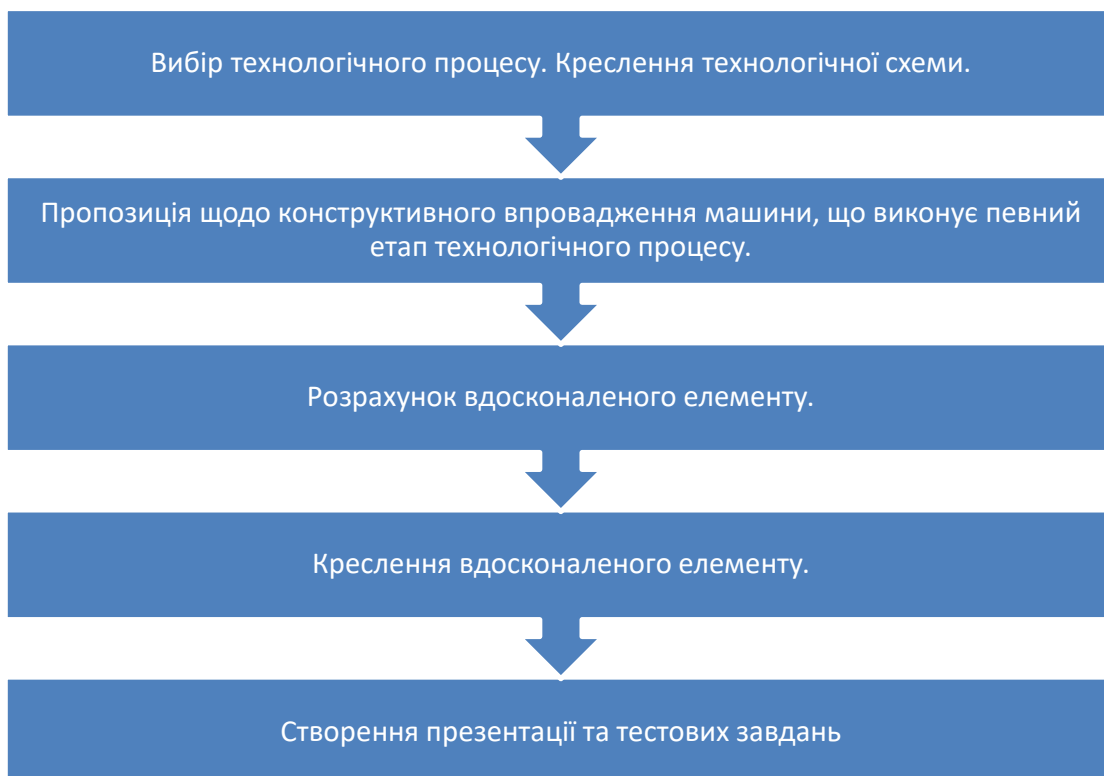 Вибір технологічного процесу. Креслення технологічної схеми.
Пропозиція щодо конструктивного впровадження машини, що виконує певний
етап технологічного процесу.
Розрахунок вдосконаленого елементу.
Креслення вдосконаленого елементу.
Створення презентації та тестових завдань